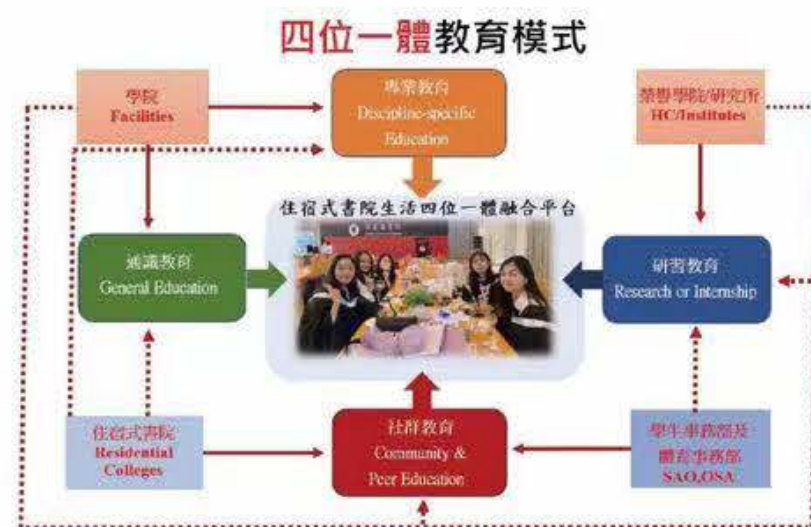 四位一體教育模式
學院
Facilities
專業教育
Discipline-specific
Education
榮譽學院/研究所
HC/Institutes
住宿式書院生活四位一體融合平台
通識教育
General Education
研習教育
Research or Internship
住宿式書院
Residential
Colleges
社群教育
Community &
Peer Education
學生事務部及
體育事務部
SAO,OSA